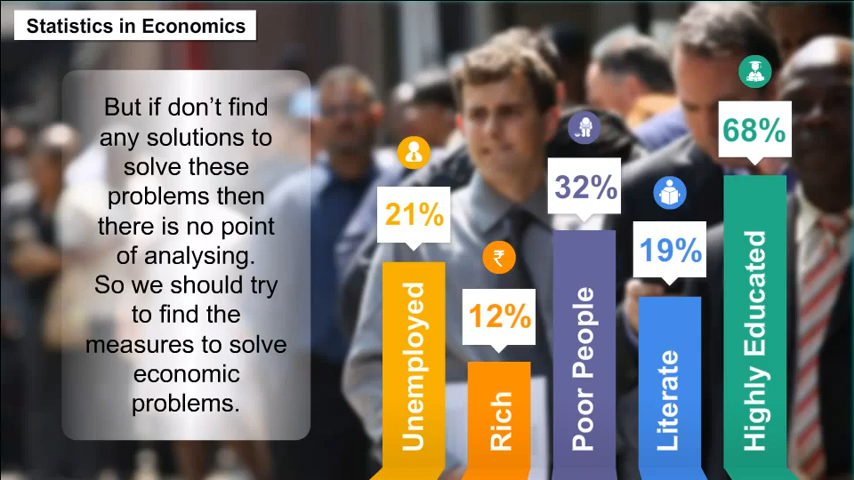 Statistics in Economics
But if don’t find
any solutions to
solve these
problems then
there is no point
of analysing.
So we should try
to find the
measures to solve
economic
problems.
21%
Unemployed
₹
12%
Rich
32%
Poor People
19%
Literate
68%
Highly Educated